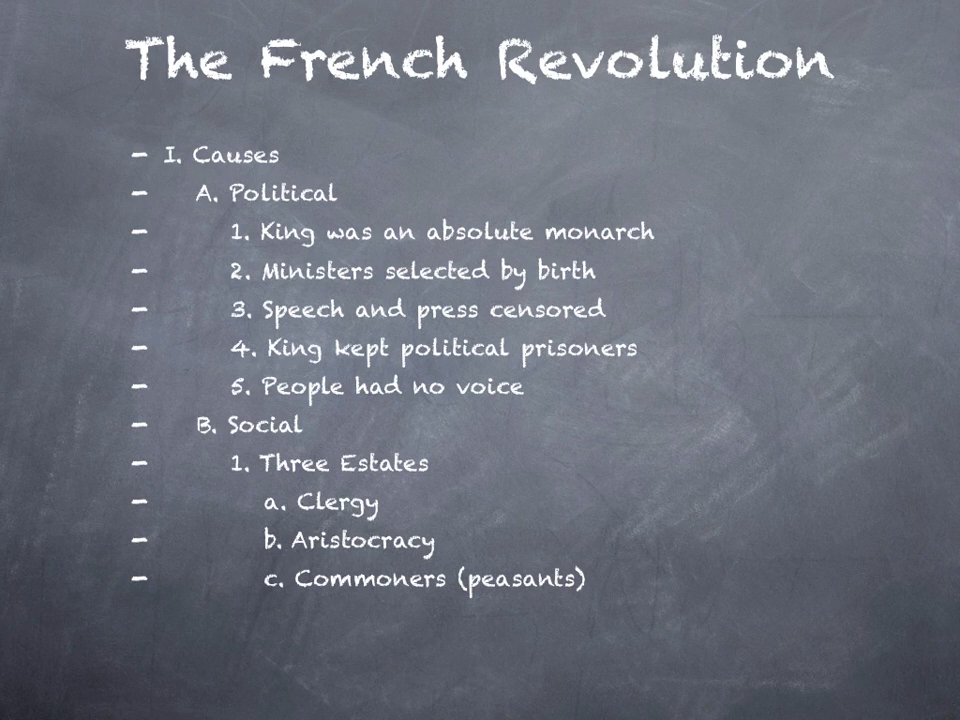 The French Revolution
- I. Causes
- A. Political
- 1. King was an absolute monarch
- 2. Ministers selected by birth
- 3. Speech and press censored
- 4. King kept political prisoners
- 5. People had no voice
- B. Social
- 1. Three Estates
- a. Clergy
- b. Aristocracy
- c. Commoners (peasants)